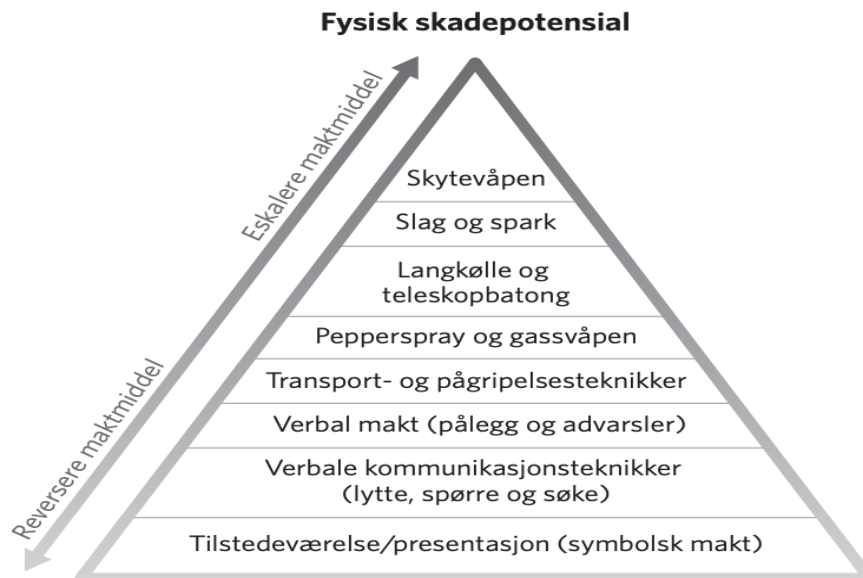 Fysisk skadepotensial
Eskalere maktmiddel
Reversere maktmiddel
Skytevåpen
Slag og spark
Langkølle og
teleskopbatong
Pepperspray og gassvåpen
Transport- og pågripelsesteknikker
Verbal makt (pålegg og advarsler)
Verbale kommunikasjonsteknikker
(lytte, spørre og søke)
Tilstedeværelse/presentasjon (symbolsk makt)